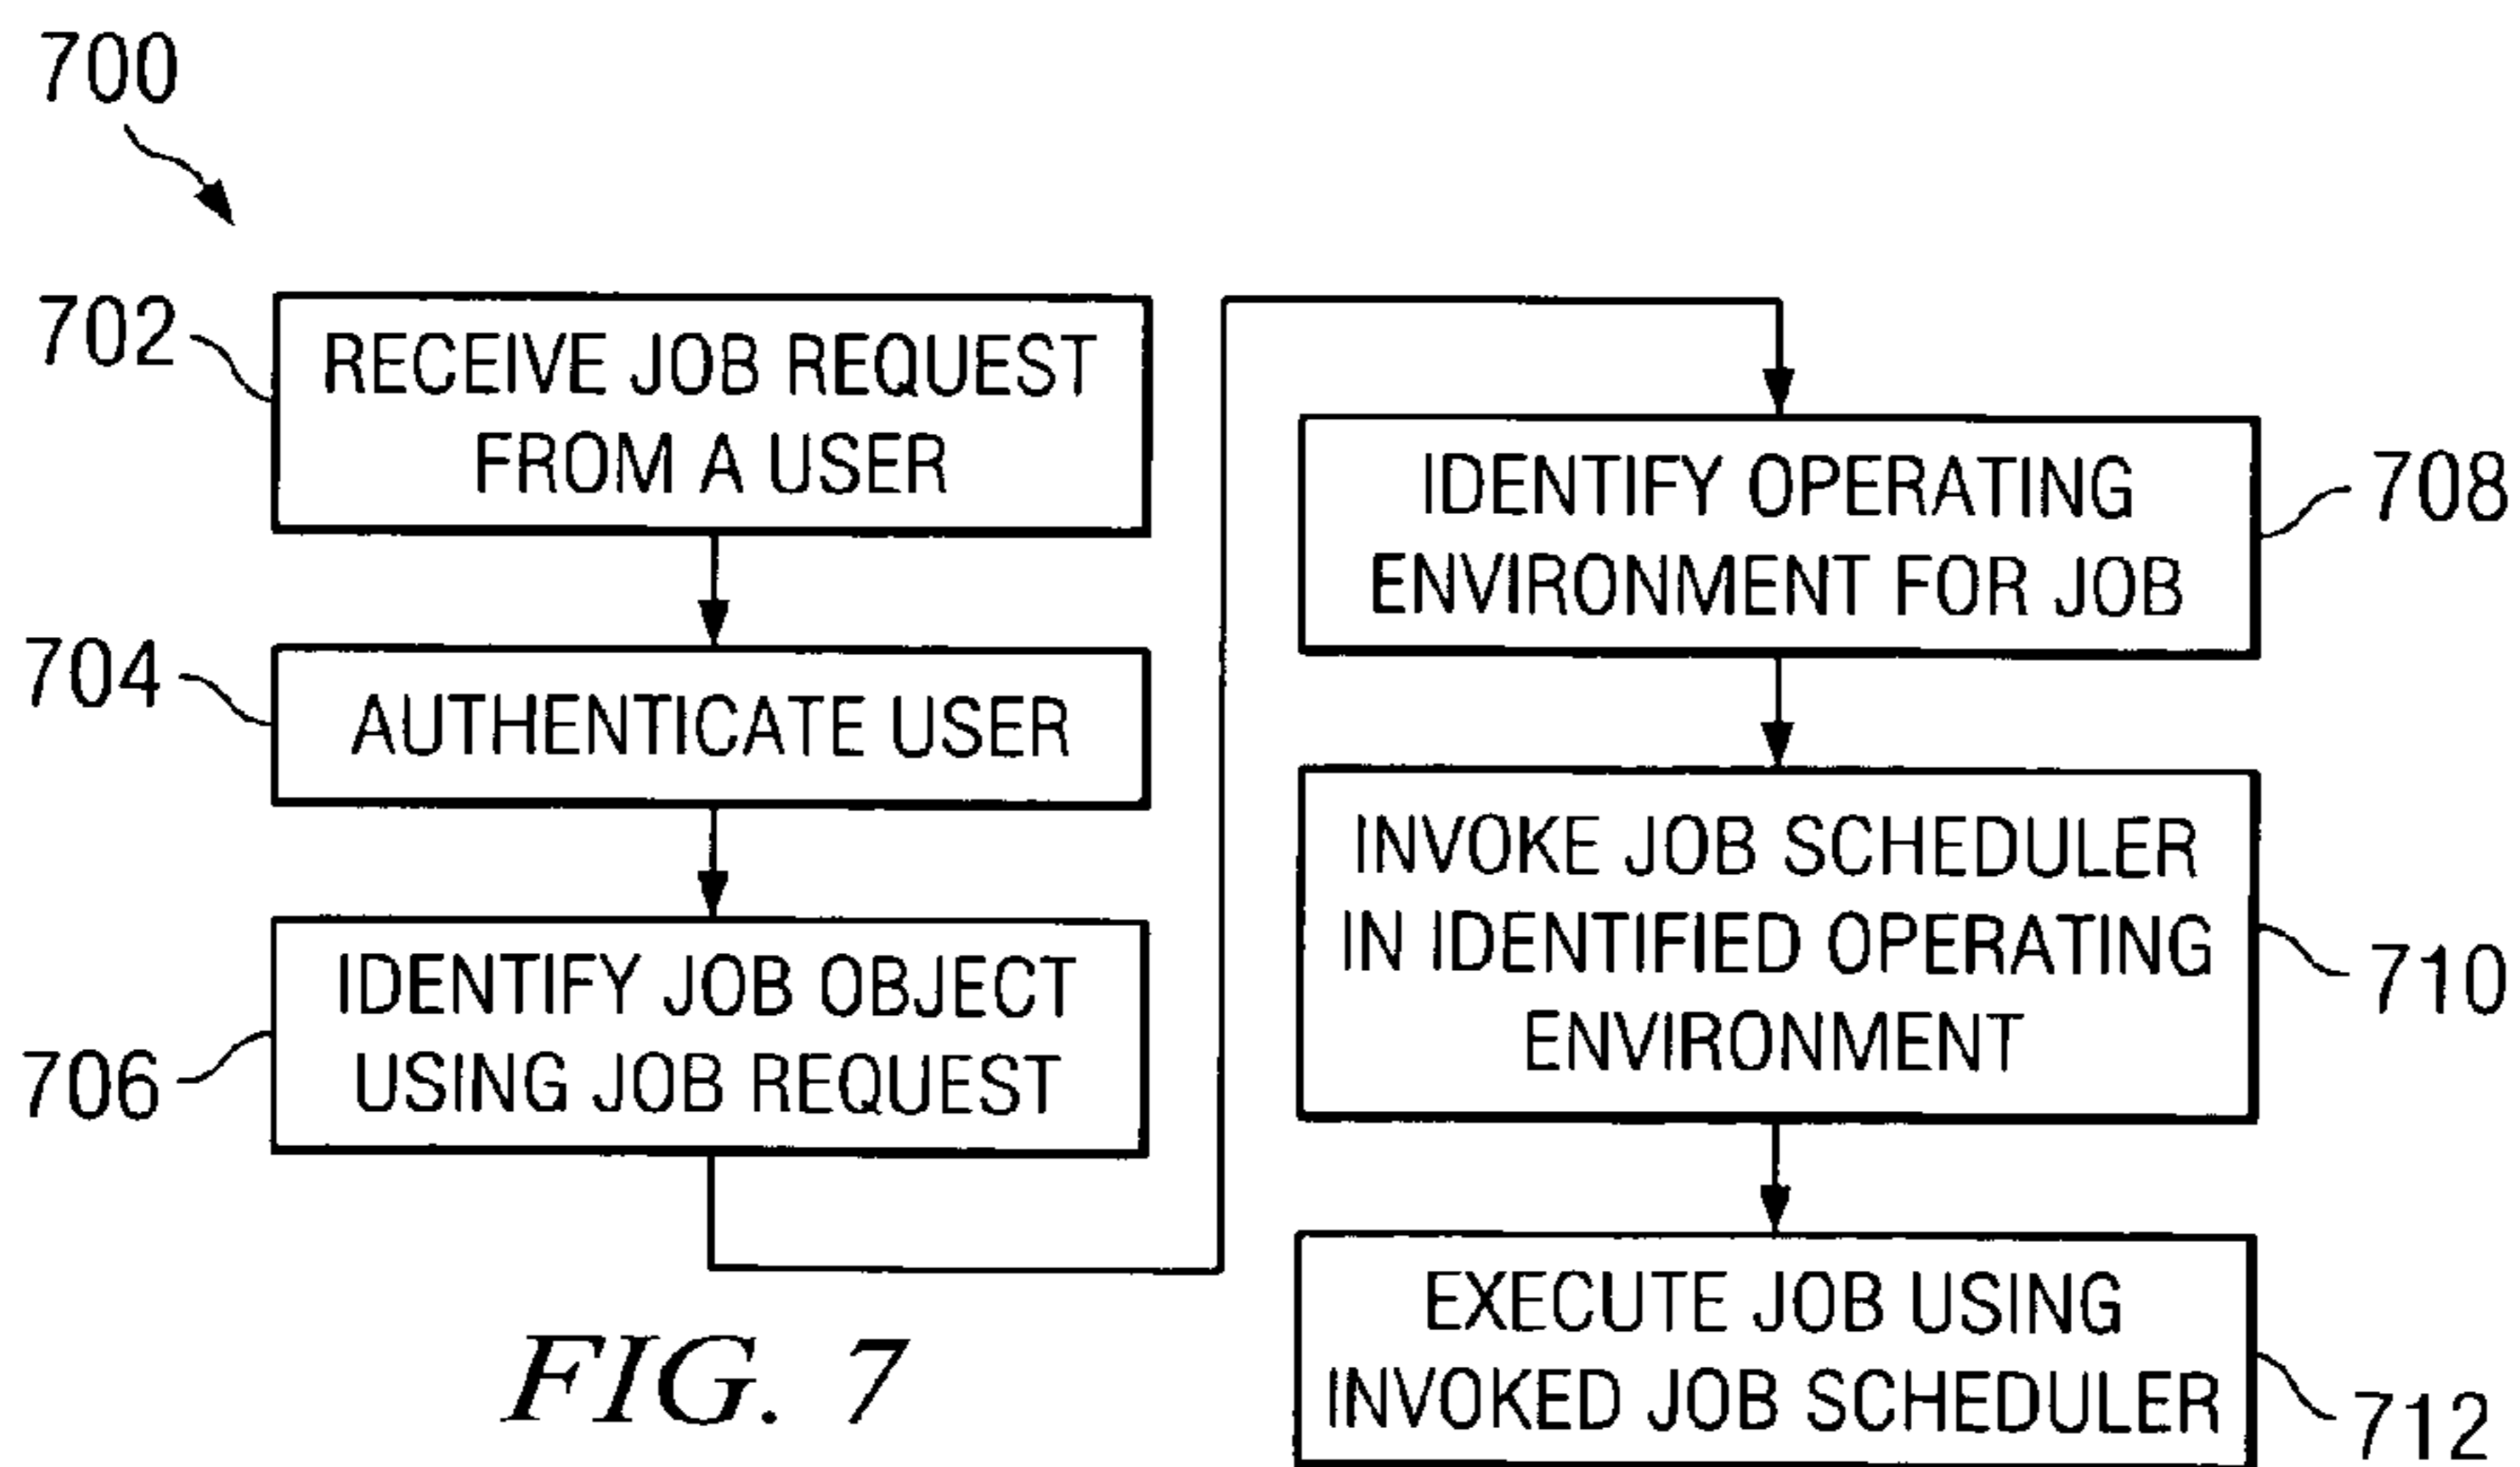 700
702
RECEIVE JOB REQUEST
FROM A USER
704
AUTHENTICATE USER
706
IDENTIFY JOB OBJECT
USING JOB REQUEST
708
IDENTIFY OPERATING
ENVIRONMENT FOR JOB
710
INVOKE JOB SCHEDULER
IN IDENTIFIED OPERATING
ENVIRONMENT
712
EXECUTE JOB USING
INVOKED JOB SCHEDULER
FIG. 7